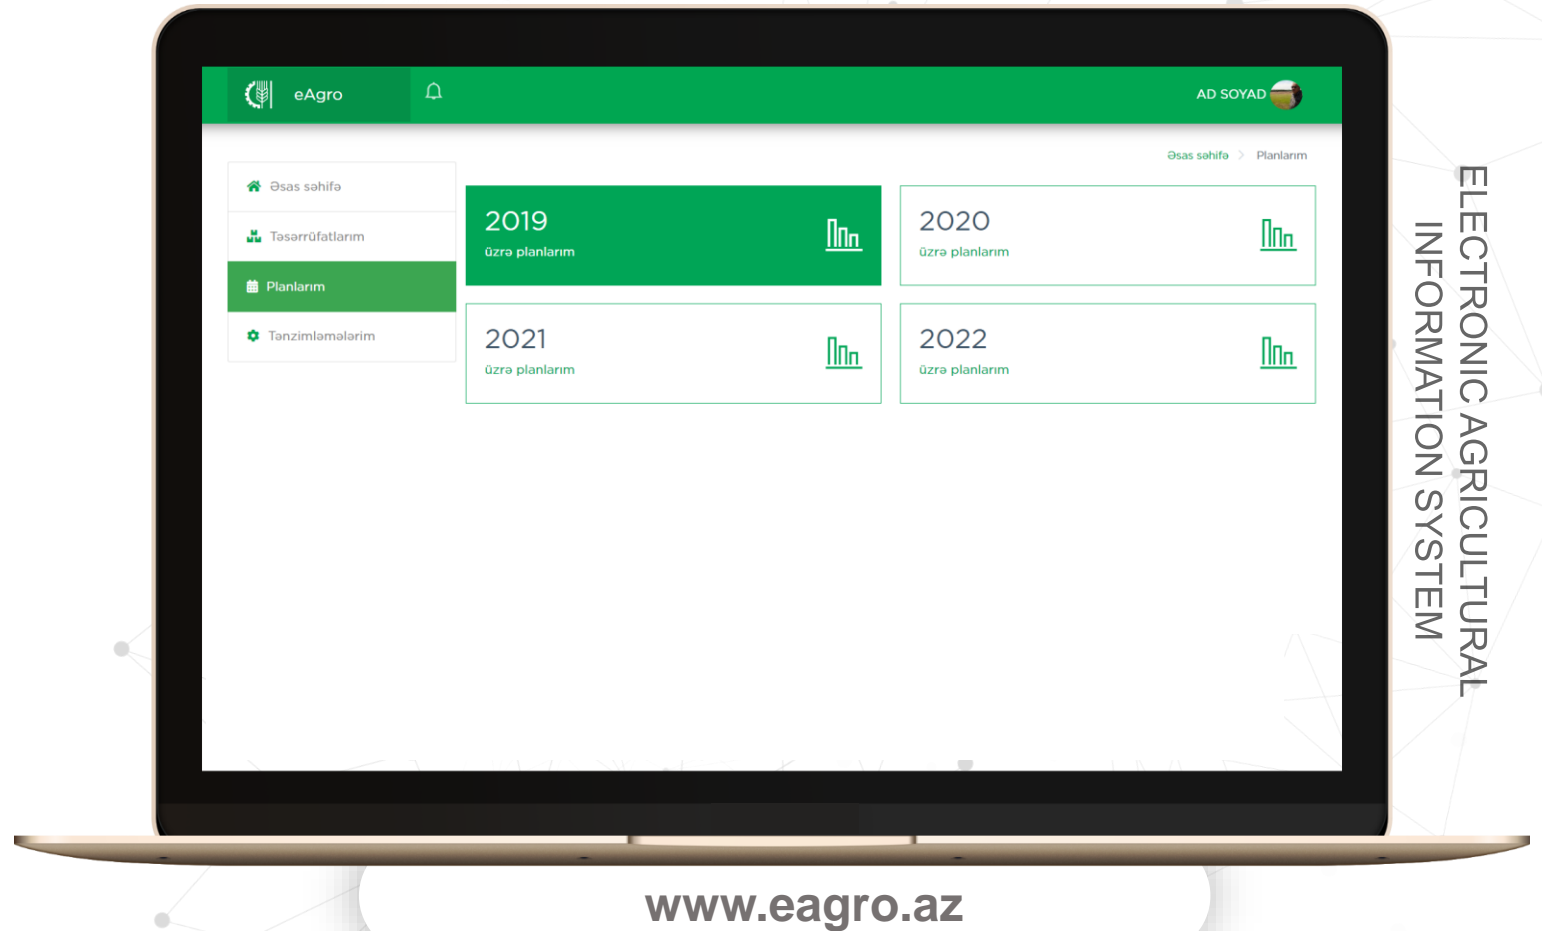 eAgro
AD SOYAD
Əsas səhifə > Planlarım
Əsas səhifə
Təsərrüfatlarım
Planlarım
Tənzimləmələrim
2019
üzrə planlarım
2020
üzrə planlarım
2021
üzrə planlarım
2022
üzrə planlarım
ELECTRONIC AGRICULTURAL
INFORMATION SYSTEM
www.eagro.az